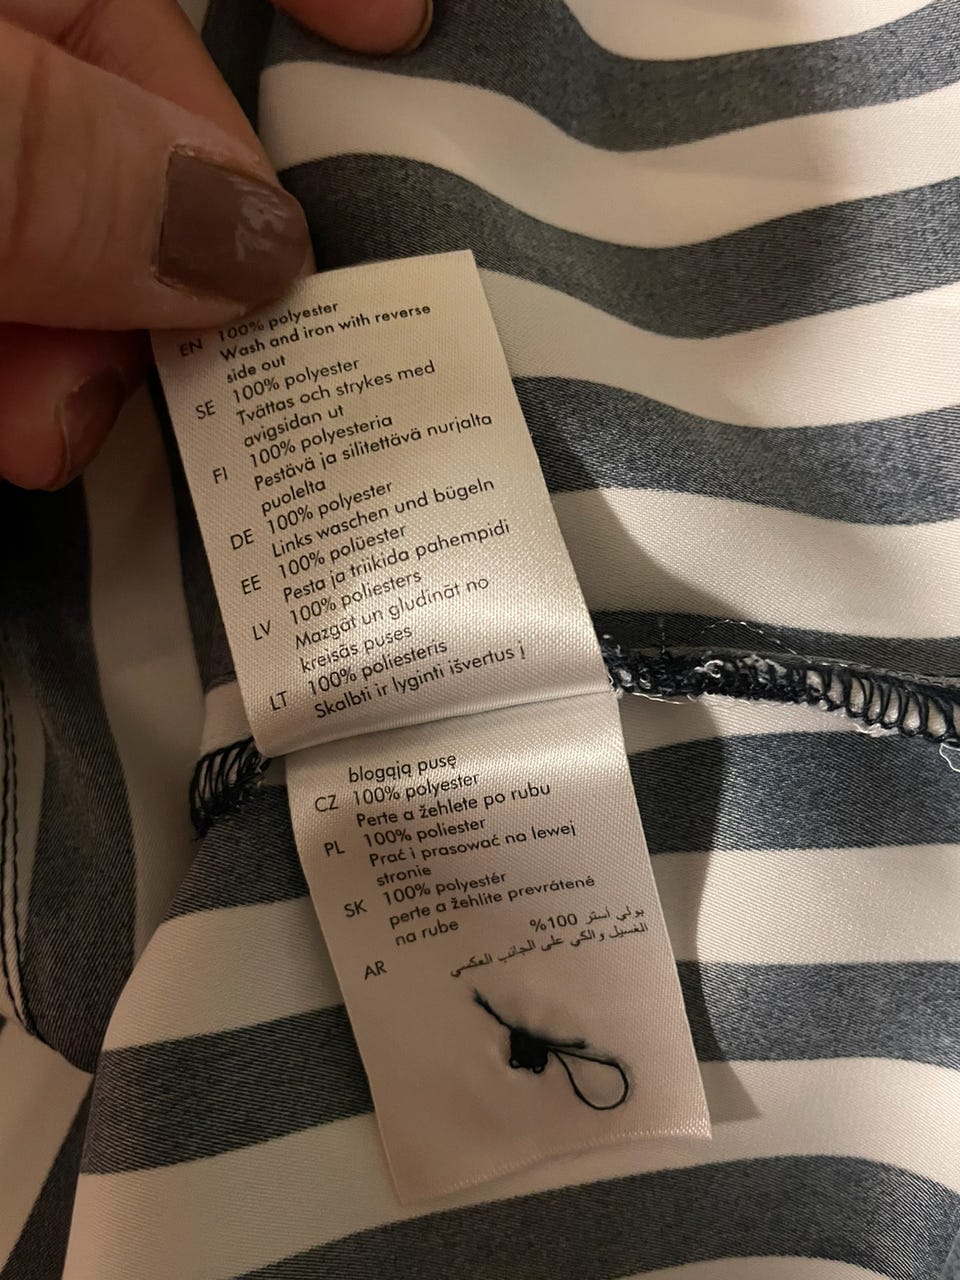 EN 100% polyester
Wash and iron with reverse
side out
SE 100% polyester
Tvättas och strykes med
avigsidan ut
FI 100% polyesteria
Pestävä ja silitettävä nurjalta
puolelta
DE 100% polyester
Links waschen und bügeln
EE 100% polüester
Pesta ja triikida pahempidi
LV 100% poliesters
Mazgāt un gludināt no
kreisās puses
LT 100% poliesteris
Skalbti ir lyginti išvertus į
blogąją pusę
CZ 100% polyester
Perte a žehlete po rubu
PL 100% poliester
Prać i prasować na lewej
stronie
SK 100% polyestér
perte a žehlite prevrátené
na rube
AR بولي استر 100%
الغسيل والكي على الجانب العكسي